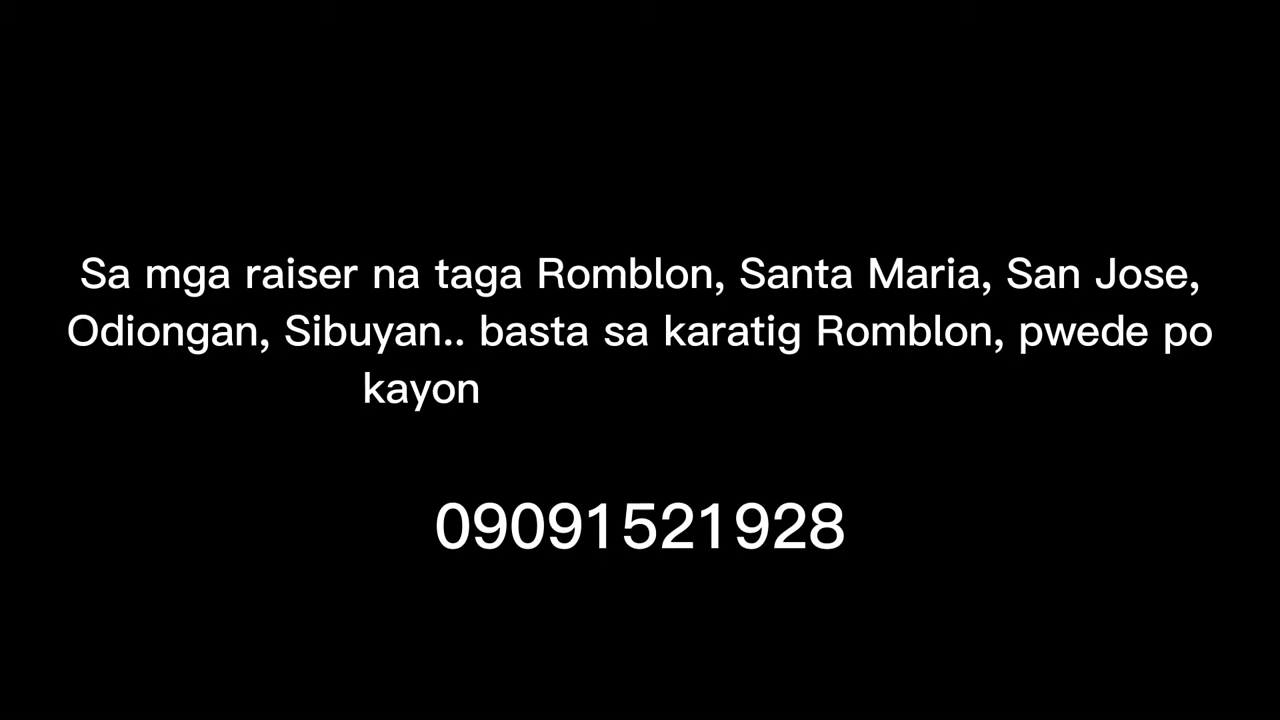 Sa mga raiser na taga Romblon, Santa Maria, San Jose,
Odiongan, Sibuyan.. basta sa karatig Romblon, pwede po
kayon
09091521928